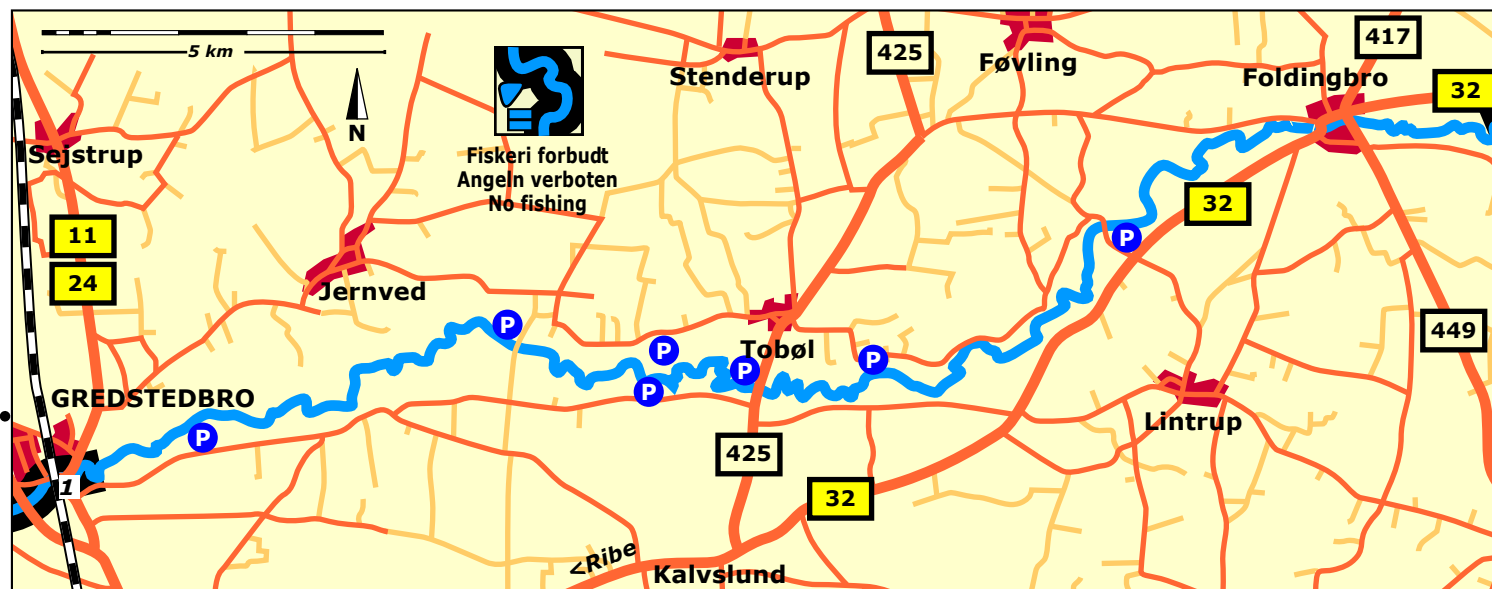 5 km
N
Fiskeri forbudt
Angeln verboten
No fishing
Stenderup
425
Føvling
417
Foldingbro
32
Sejstrup
11
24
32
Jernved
449
Tobøl
P
P
P
P
P
P
P
GREDSTEDBRO
Lintrup
425
1
32
<Ribe
Kalvslund